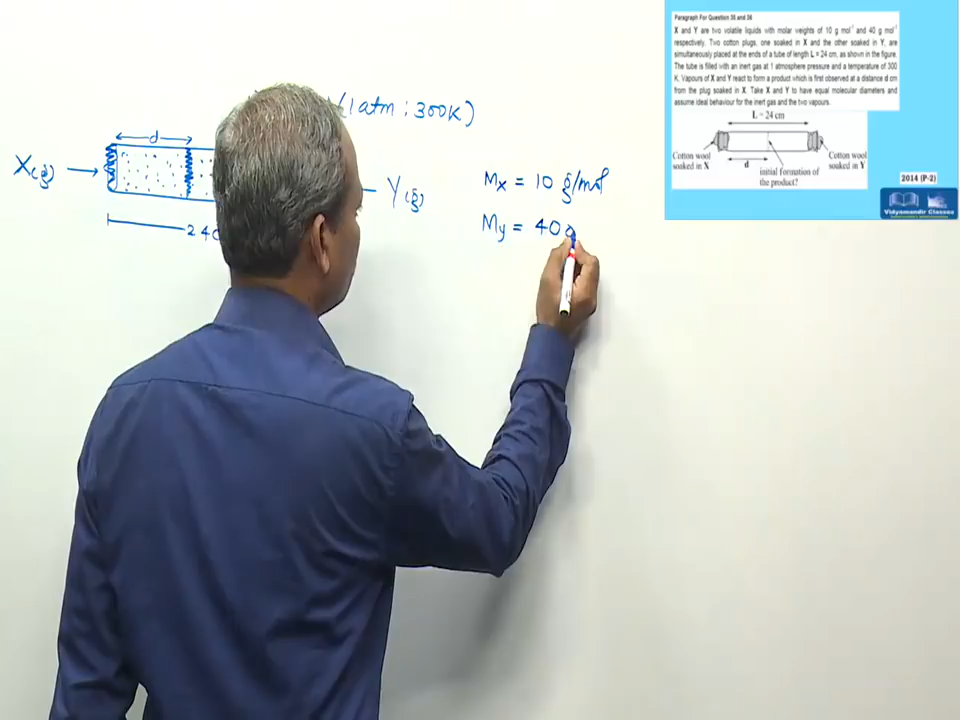 Paragraph For Question 35 and 36
X and Y are two volatile liquids with molar weights of 10 g mol⁻¹ and 40 g mol⁻¹
respectively. Two cotton plugs, one soaked in X and the other soaked in Y, are
simultaneously placed at the ends of a tube of length L = 24 cm, as shown in the figure.
The tube is filled with an inert gas at 1 atmosphere pressure and a temperature of 300
K. Vapours of X and Y react to form a product which is first observed at a distance d cm
from the plug soaked in X. Take X and Y to have equal molecular diameters and
assume ideal behaviour for the inert gas and the two vapours.
L = 24 cm
Cotton wool
soaked in X
d
initial formation of
the product?
Cotton wool
soaked in Y
2014 (P-2)
Vidyamandir Classes
(1 atm ; 300K)
d
X(g)
Y(g)
24
Mx = 10 g/mol
My = 40 g